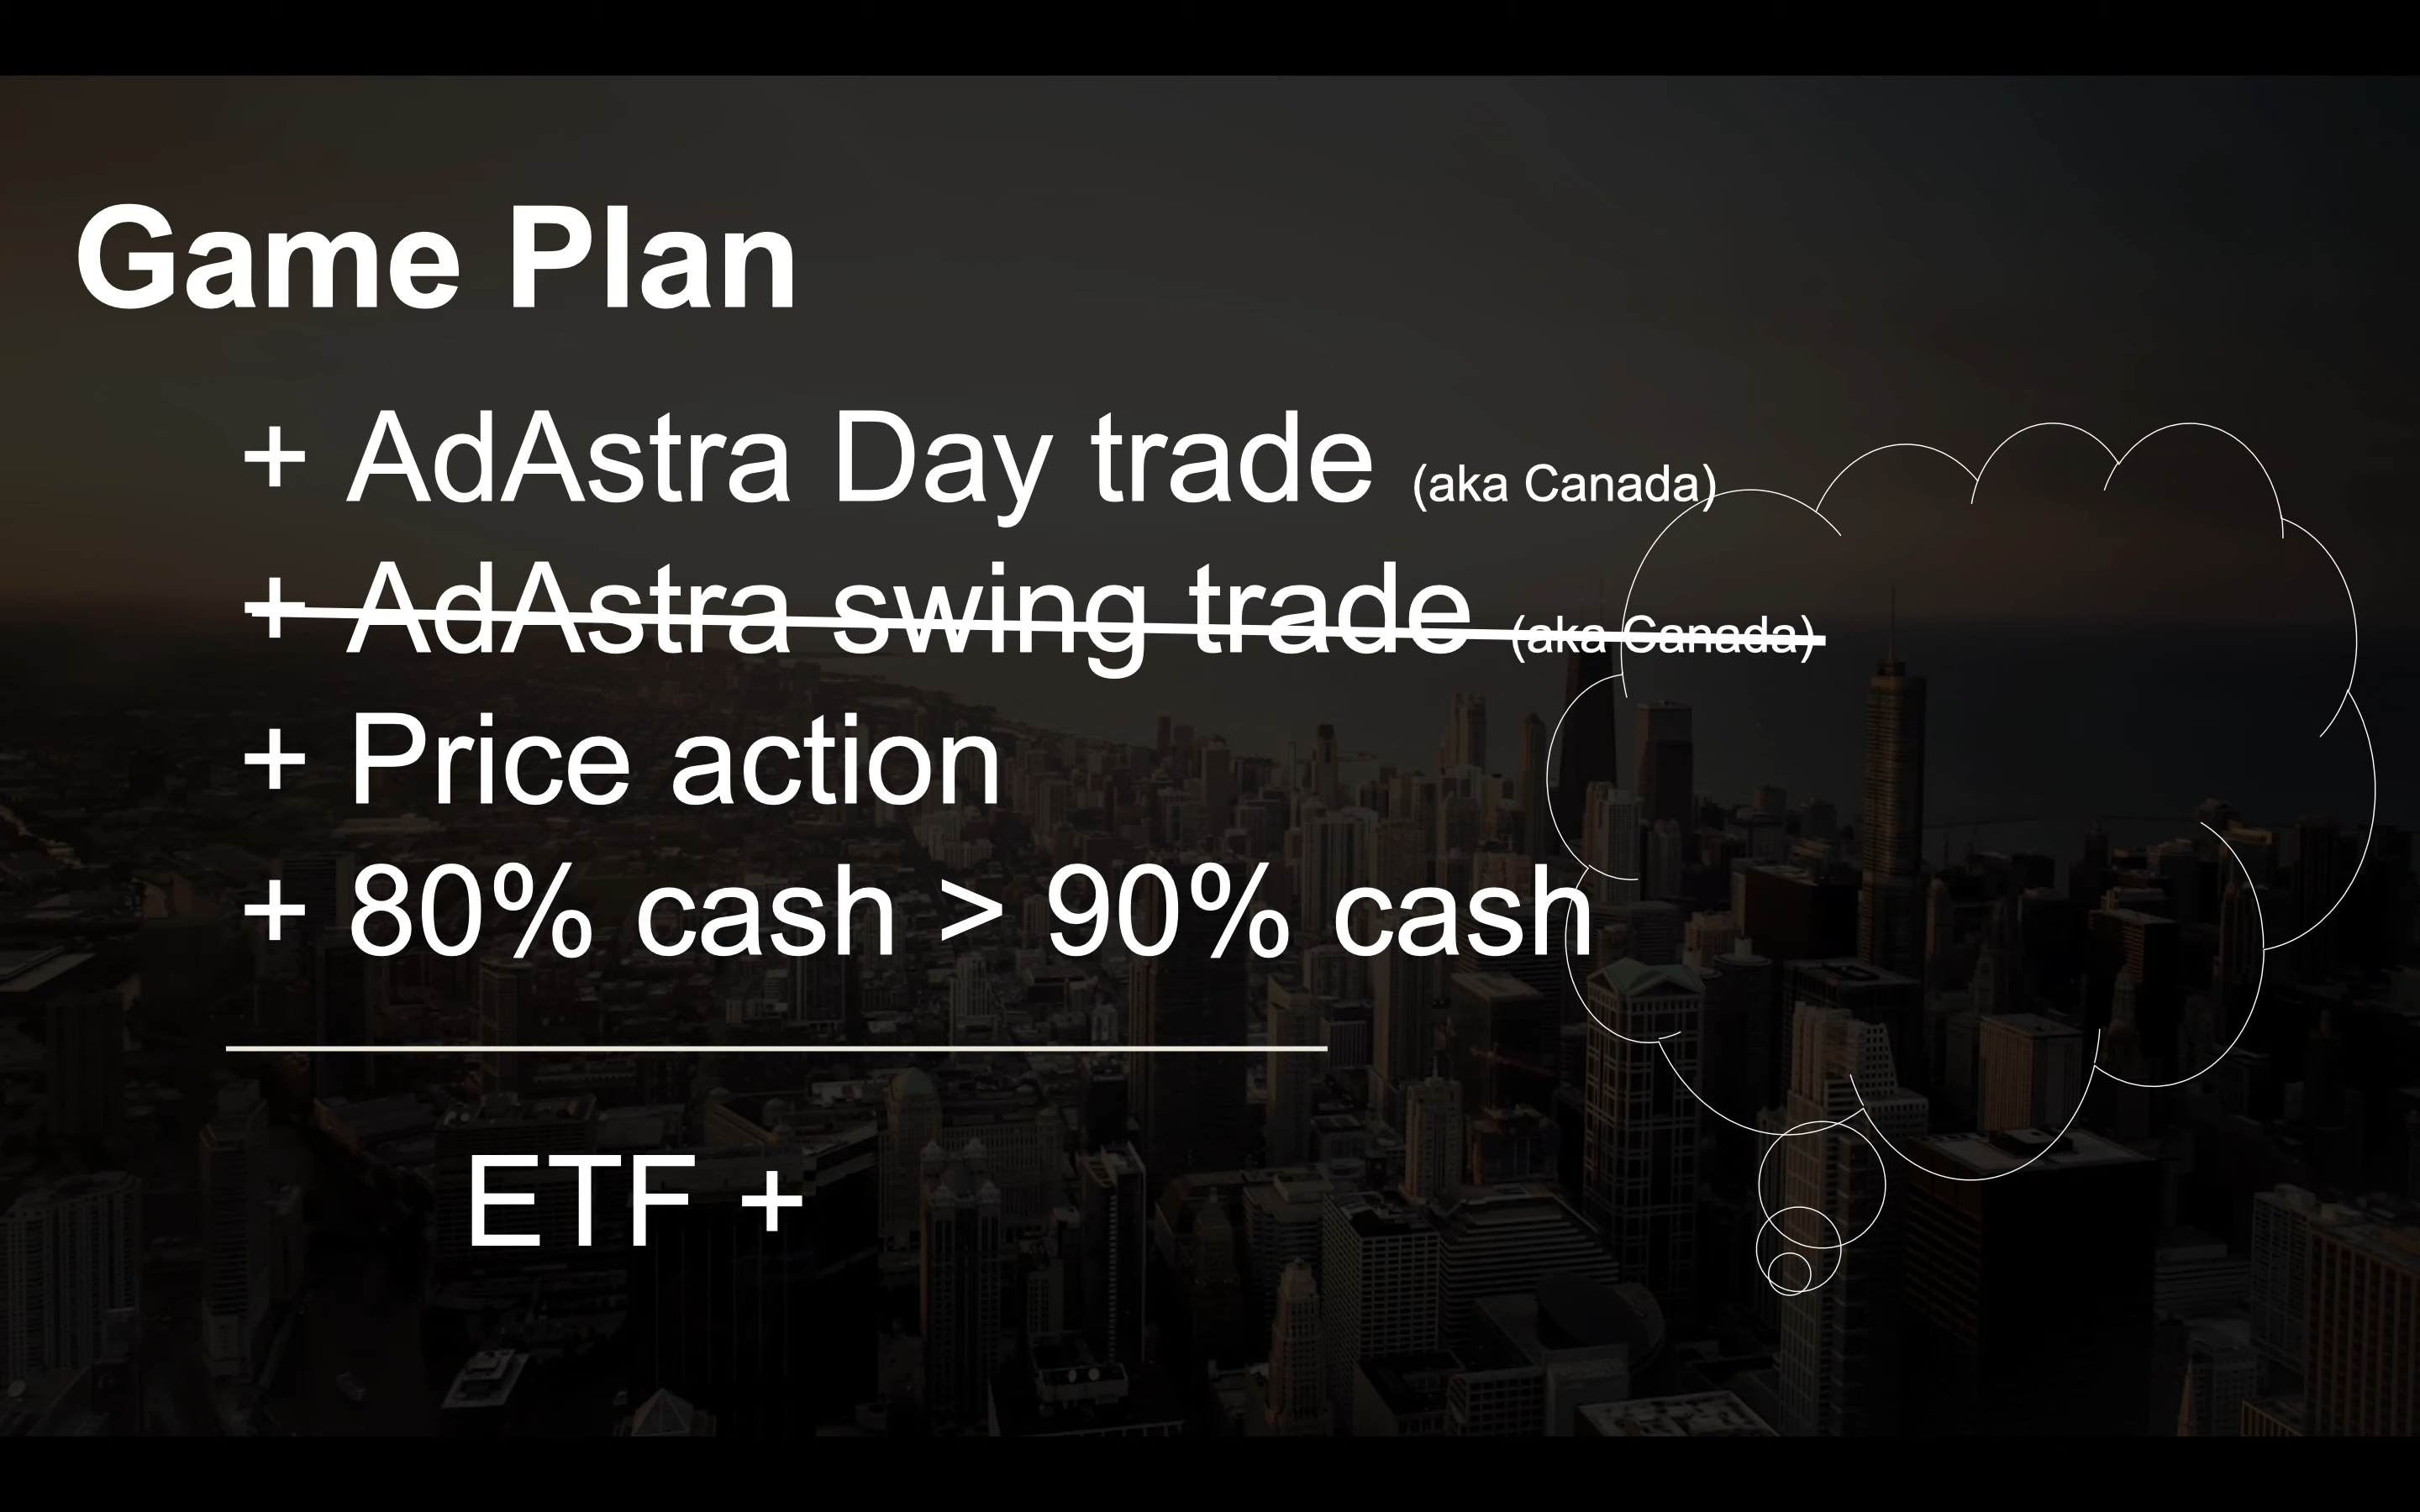 Game Plan
+ AdAstra Day trade (aka Canada)
+ AdAstra swing trade (aka Canada)
+ Price action
+ 80% cash > 90% cash
ETF +